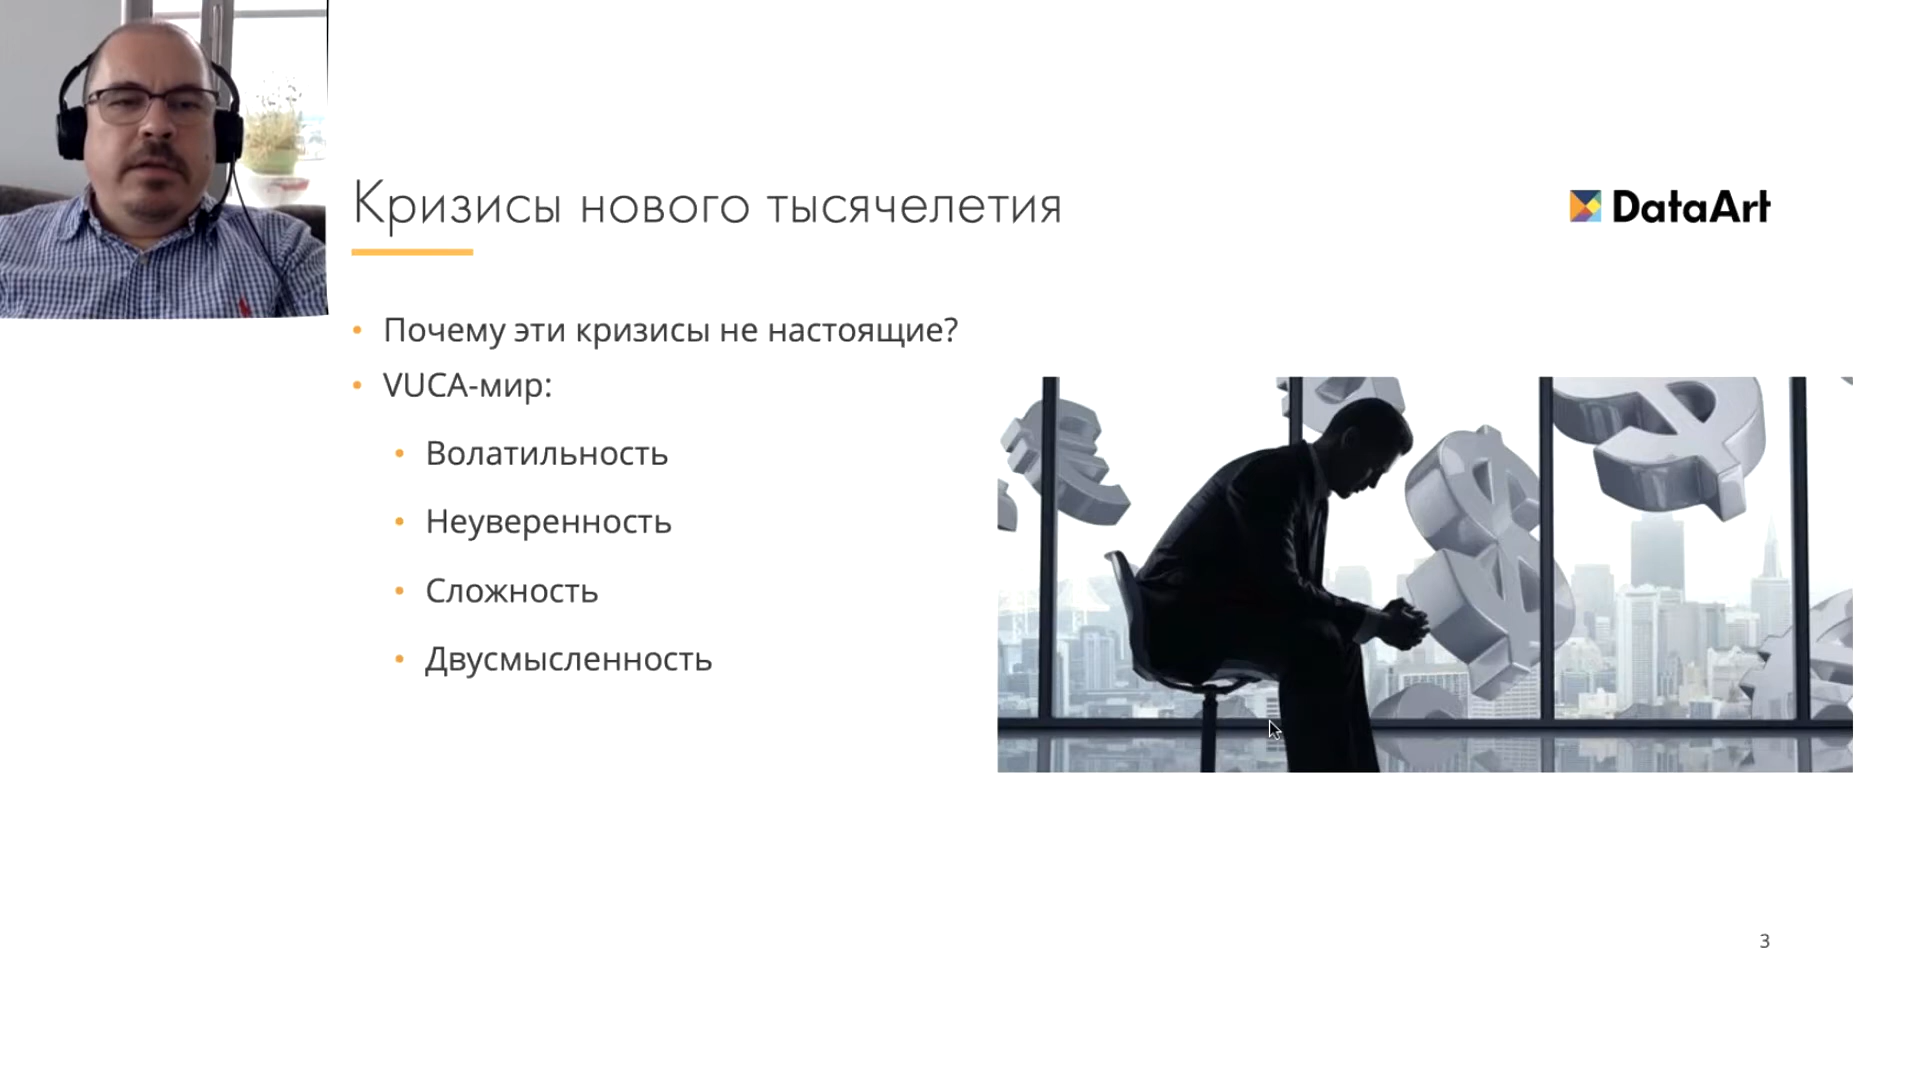 Кризисы нового тысячелетия
DataArt
Почему эти кризисы не настоящие?
VUCA-мир:
Волатильность
Неуверенность
Сложность
Двусмысленность
3